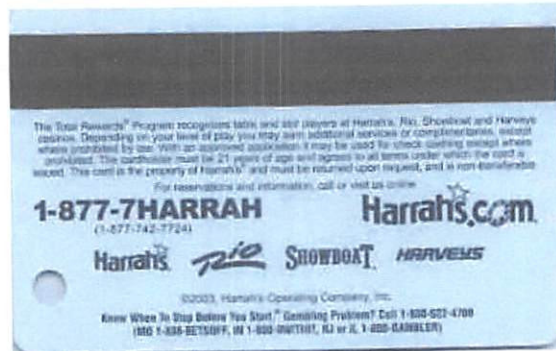 The Total Rewards® Program recognizes table and slot players at Harrah's, Rio, Showboat and Harveys
casinos. Depending on your level of play you may earn additional services or complimentaries, except
where prohibited by law. With an approved application it may be used for check cashing except where
prohibited. The cardholder must be 21 years of age and agrees to all terms under which the card is
issued. This card is the property of Harrah's® and must be returned upon request, and is non-transferable.
For reservations and information, call or visit us online.
1-877-7HARRAH
(1-877-742-7724)
Harrah's.com.
Harrah's. Rio SHOWBOAT. HARVEYS
©2003, Harrah's Operating Company, Inc.
Know When To Stop Before You Start.® Gambling Problem? Call 1-800-522-4700
(MO 1-888-BETSOFF, IN 1-800-9WITHIT, NJ or IL 1-800-GAMBLER)